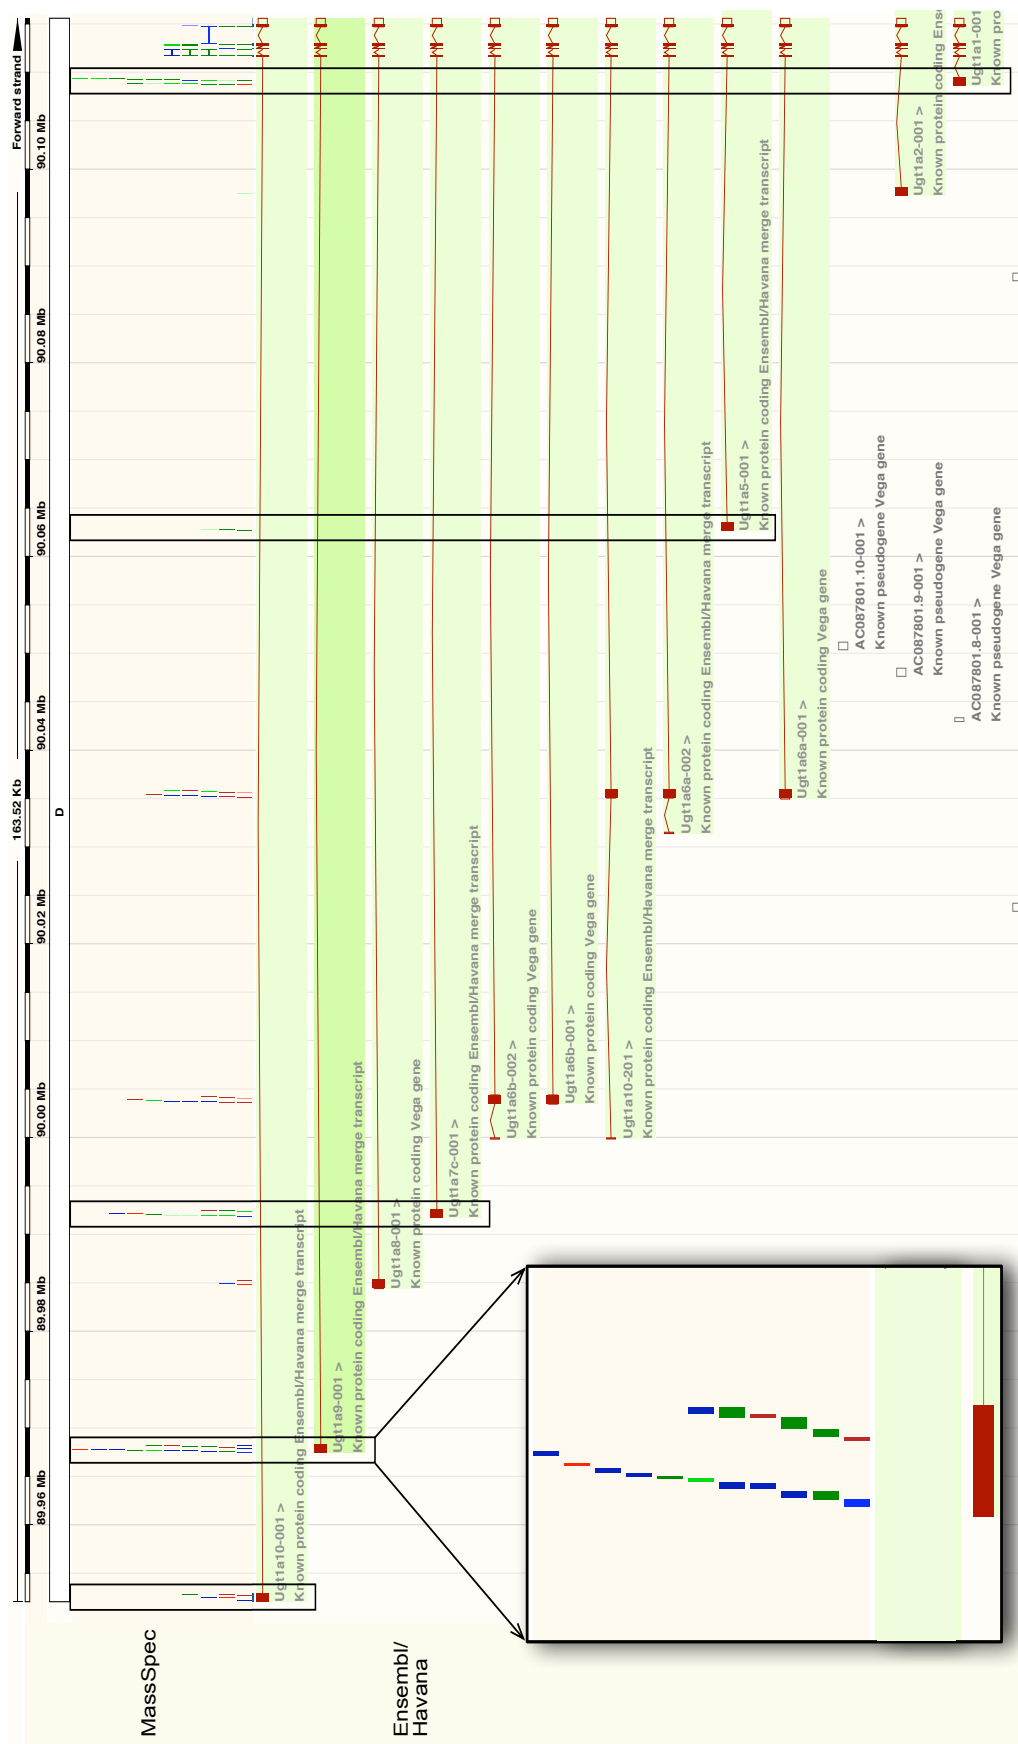 Forward strand
163.52 Kb
89.96 Mb
89.98 Mb
90.00 Mb
90.02 Mb
90.04 Mb
90.06 Mb
90.08 Mb
90.10 Mb
D
MassSpec
Ensembl/
Havana
Ugt1a10-001 >
Known protein coding Ensembl/Havana merge transcript
Ugt1a9-001 >
Known protein coding Ensembl/Havana merge transcript
Ugt1a8-001 >
Known protein coding Vega gene
Ugt1a7c-001 >
Known protein coding Ensembl/Havana merge transcript
Ugt1a6b-002 >
Known protein coding Vega gene
Ugt1a6b-001 >
Known protein coding Vega gene
Ugt1a10-201 >
Known protein coding Ensembl/Havana merge transcript
Ugt1a6a-002 >
Known protein coding Ensembl/Havana merge transcript
Ugt1a5-001 >
Known protein coding Ensembl/Havana merge transcript
Ugt1a6a-001 >
Known protein coding Vega gene
AC087801.10-001 >
Known pseudogene Vega gene
Ugt1a2-001 >
Known protein coding Ens
AC087801.9-001 >
Known pseudogene Vega gene
Ugt1a1-001
Known pro
AC087801.8-001 >
Known pseudogene Vega gene